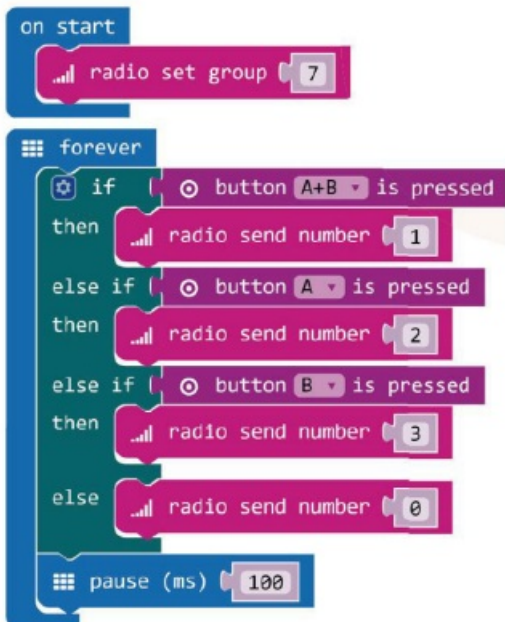 on start
radio set group 7
forever
if button A+B is pressed
then radio send number 1
else if button A is pressed
then radio send number 2
else if button B is pressed
then radio send number 3
else radio send number 0
pause (ms) 100